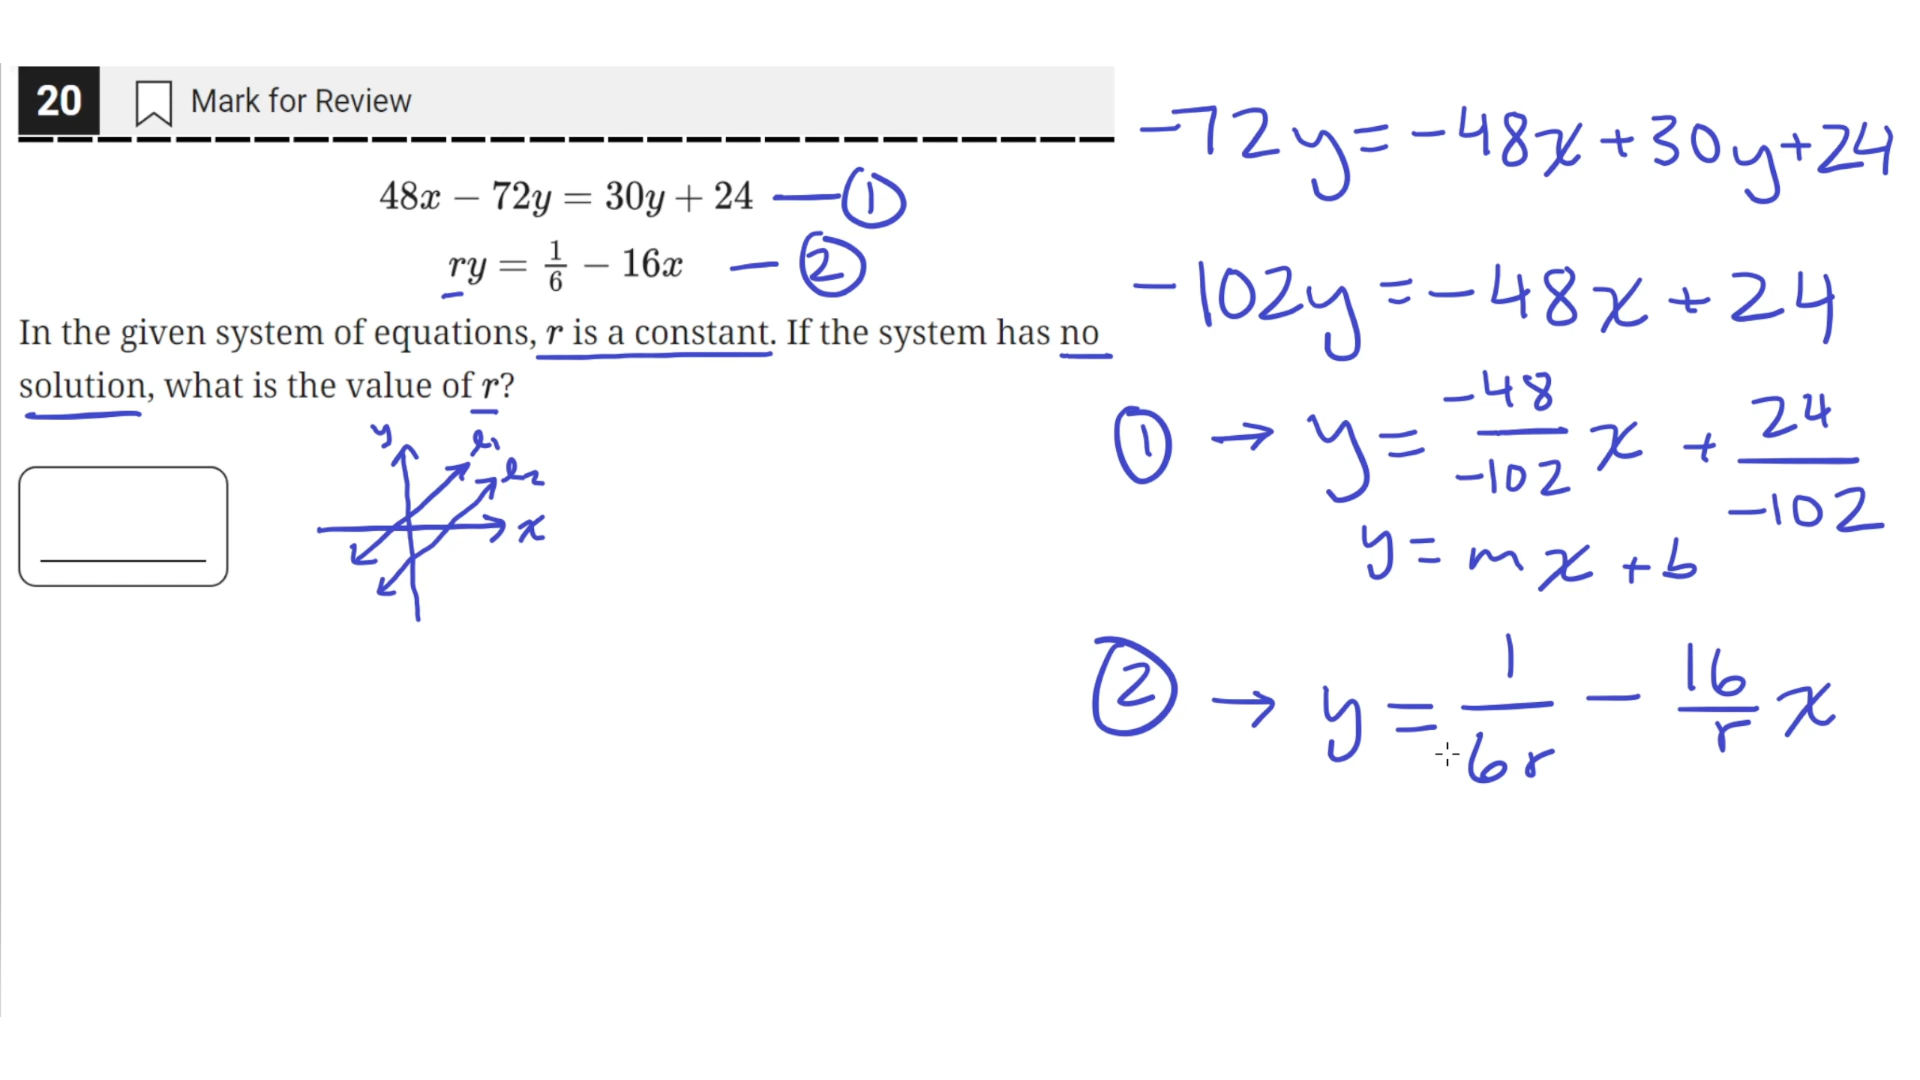 20 Mark for Review
48x − 72y = 30y + 24 — ①
ry = 1/6 − 16x — ②
In the given system of equations, r is a constant. If the system has no
solution, what is the value of r?
y
l1
l2
x
-72y = -48x + 30y + 24
-102y = -48x + 24
① → y = -48/-102 x + 24/-102
y = mx + b
② → y = 1/6r - 16/r x